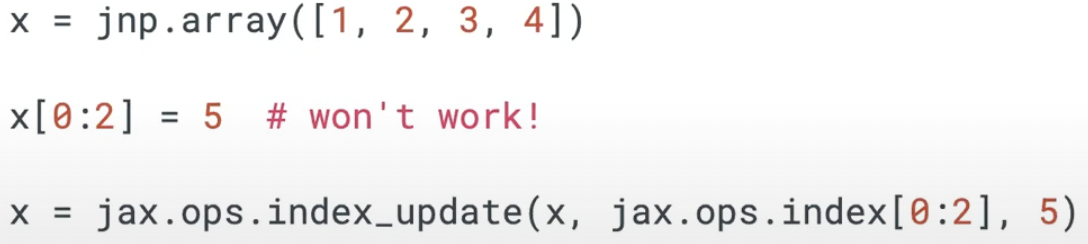 x = jnp.array([1, 2, 3, 4])
x[0:2] = 5  # won't work!
x = jax.ops.index_update(x, jax.ops.index[0:2], 5)